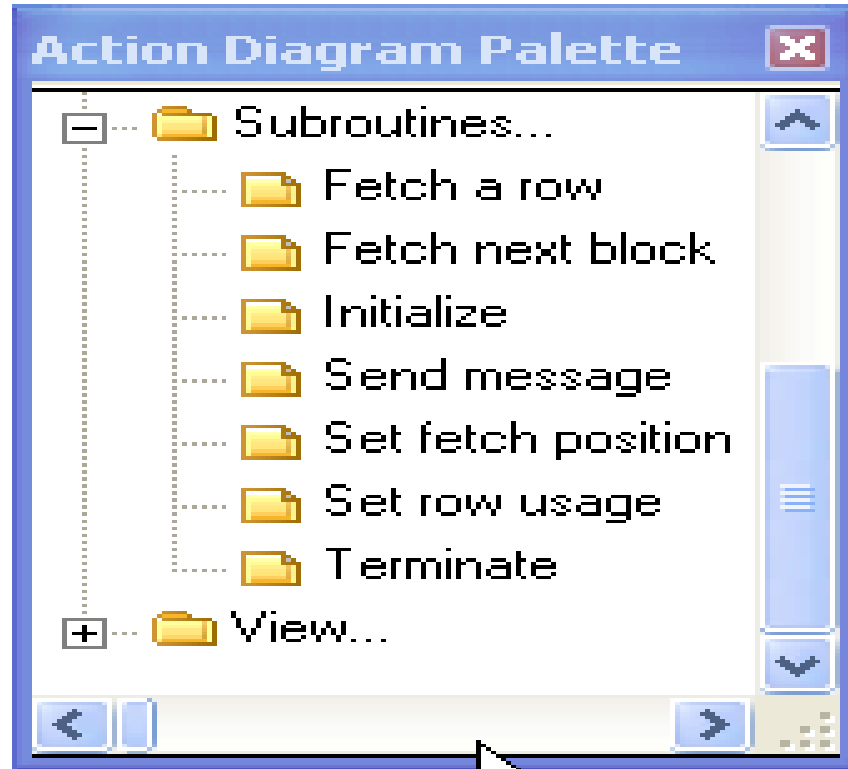 Action Diagram Palette
Subroutines...
Fetch a row
Fetch next block
Initialize
Send message
Set fetch position
Set row usage
Terminate
View...